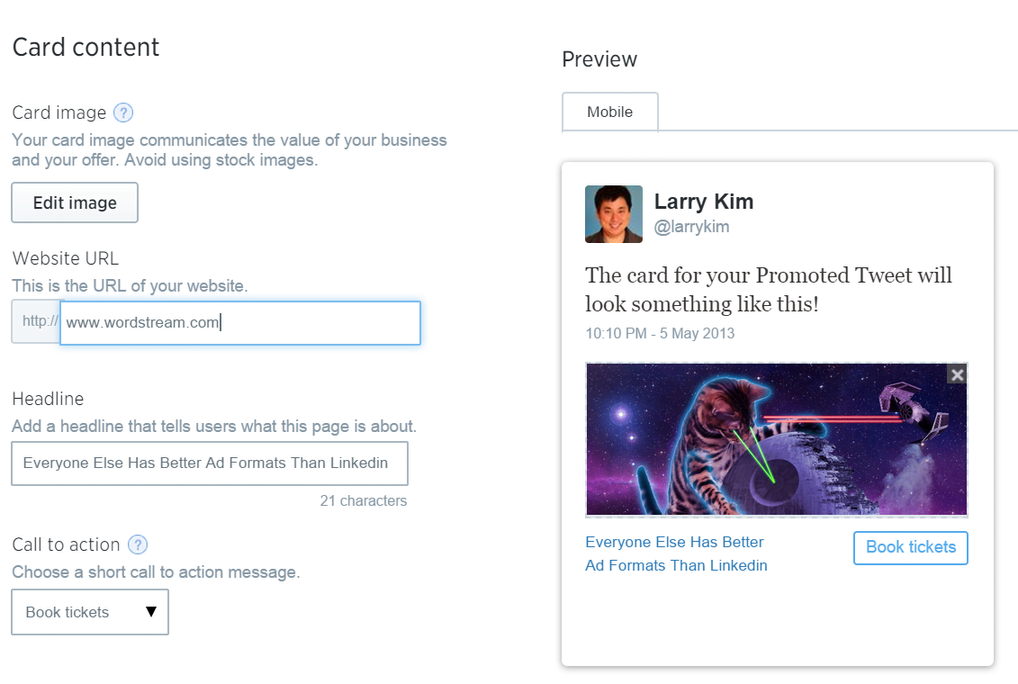 Card content
Card image ?
Your card image communicates the value of your business
and your offer. Avoid using stock images.
Edit image
Website URL
This is the URL of your website.
http:// www.wordstream.com
Headline
Add a headline that tells users what this page is about.
Everyone Else Has Better Ad Formats Than Linkedin
21 characters
Call to action ?
Choose a short call to action message.
Book tickets
Preview
Mobile
Larry Kim
@larrykim
The card for your Promoted Tweet will
look something like this!
10:10 PM - 5 May 2013
Everyone Else Has Better
Ad Formats Than Linkedin
Book tickets